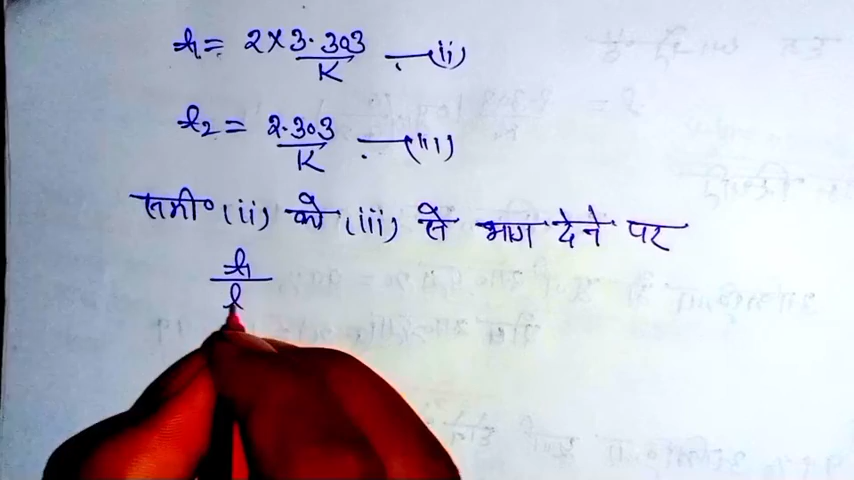 t1 = 2×3.303/K —(ii)
t2 = 2.303/K —(iii)
समी० (ii) को (iii) से भाग देने पर
t1/t